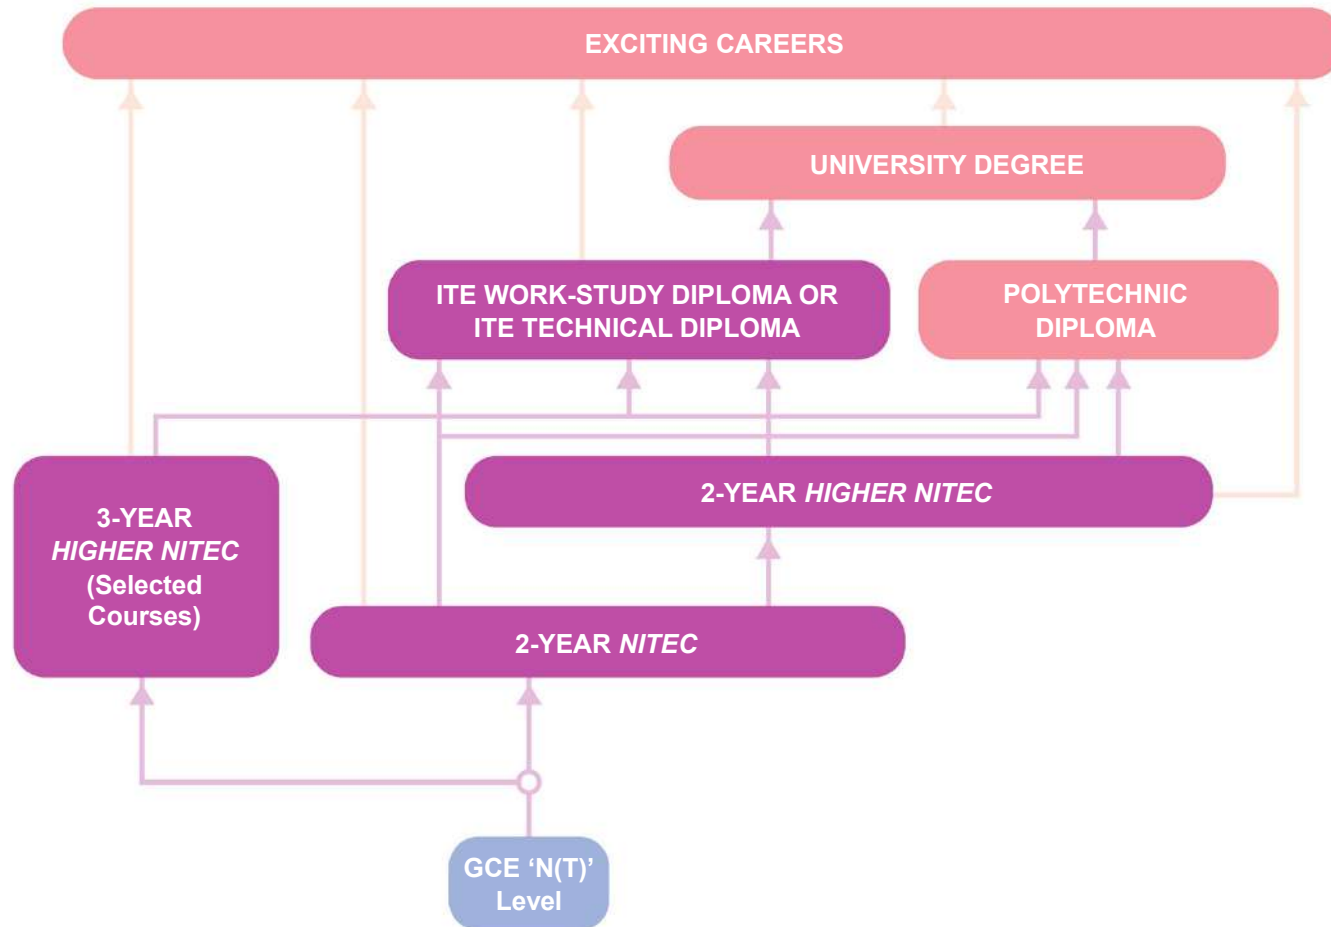 EXCITING CAREERS
UNIVERSITY DEGREE
ITE WORK-STUDY DIPLOMA OR
ITE TECHNICAL DIPLOMA
POLYTECHNIC
DIPLOMA
3-YEAR
HIGHER NITEC
(Selected
Courses)
2-YEAR HIGHER NITEC
2-YEAR NITEC
GCE ‘N(T)’
Level